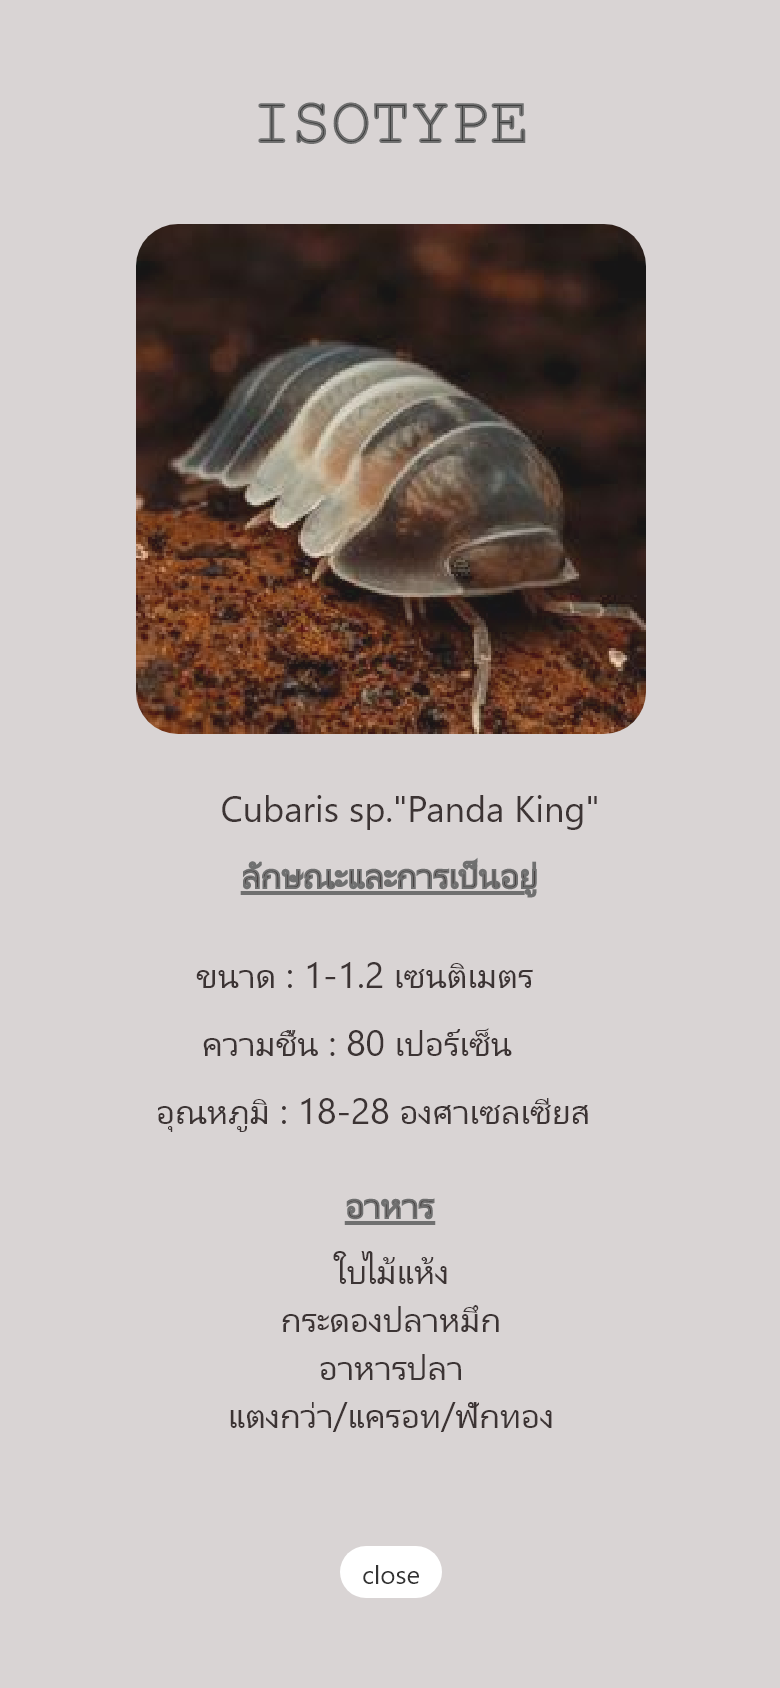 ISOTYPE
Cubaris sp."Panda King"
ลักษณะและการเป็นอยู่
ขนาด : 1-1.2 เซนติเมตร
ความชื้น : 80 เปอร์เซ็น
อุณหภูมิ : 18-28 องศาเซลเซียส
อาหาร
ใบไม้แห้ง
กระดองปลาหมึก
อาหารปลา
แตงกว่า/แครอท/ฟักทอง
close